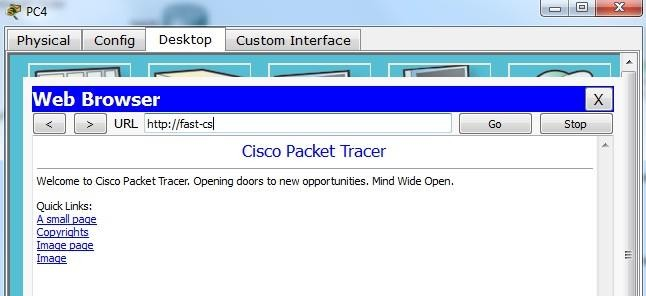 PC4
Physical Config Desktop Custom Interface
Web Browser X
< > URL http://fast-cs Go Stop
Cisco Packet Tracer
Welcome to Cisco Packet Tracer. Opening doors to new opportunities. Mind Wide Open.
Quick Links:
A small page
Copyrights
Image page
Image